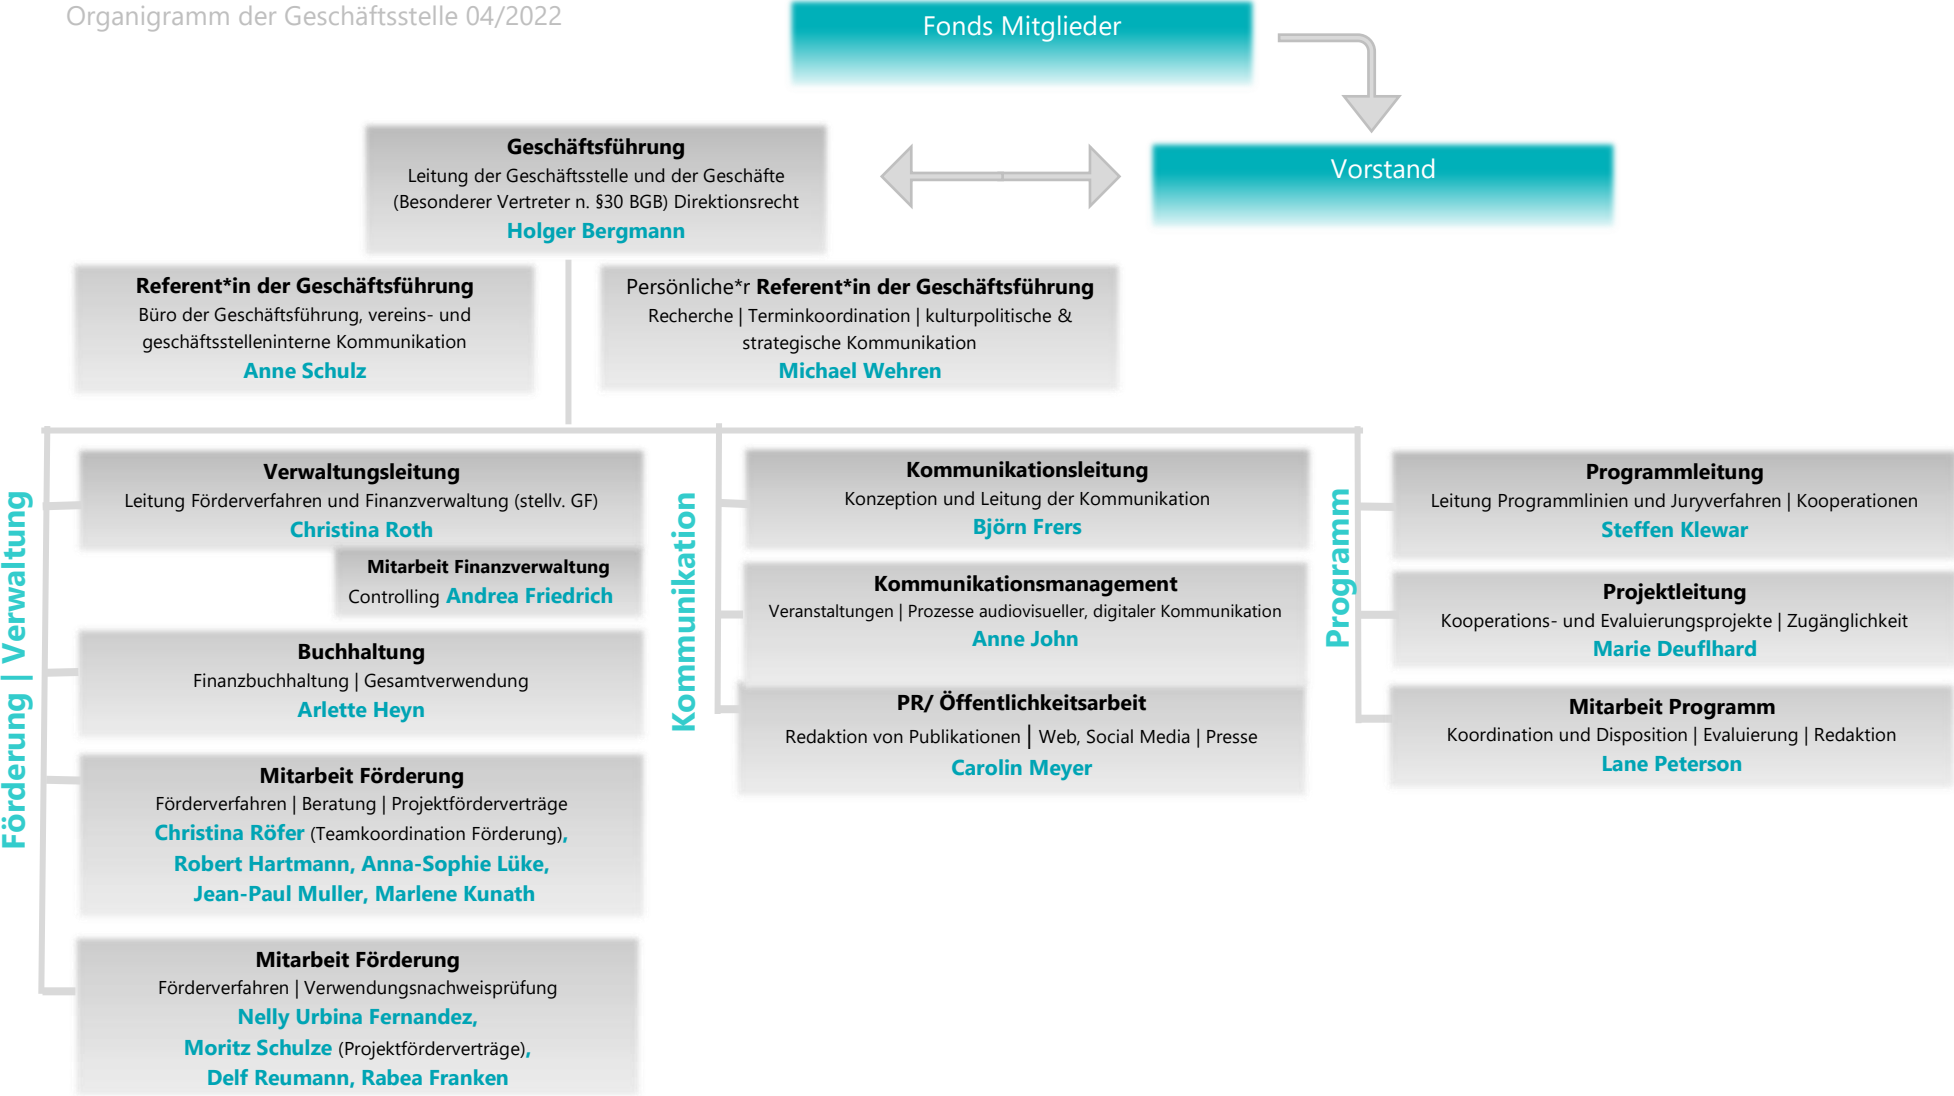 Organigramm der Geschäftsstelle 04/2022
Fonds Mitglieder
Vorstand
Geschäftsführung
Leitung der Geschäftsstelle und der Geschäfte
(Besonderer Vertreter n. §30 BGB) Direktionsrecht
Holger Bergmann
Referent*in der Geschäftsführung
Büro der Geschäftsführung, vereins- und
geschäftsstelleninterne Kommunikation
Anne Schulz
Persönliche*r Referent*in der Geschäftsführung
Recherche | Terminkoordination | kulturpolitische &
strategische Kommunikation
Michael Wehren
Förderung | Verwaltung
Verwaltungsleitung
Leitung Förderverfahren und Finanzverwaltung (stellv. GF)
Christina Roth
Mitarbeit Finanzverwaltung
Controlling Andrea Friedrich
Buchhaltung
Finanzbuchhaltung | Gesamtverwendung
Arlette Heyn
Mitarbeit Förderung
Förderverfahren | Beratung | Projektförderverträge
Christina Röfer (Teamkoordination Förderung),
Robert Hartmann, Anna-Sophie Lüke,
Jean-Paul Muller, Marlene Kunath
Mitarbeit Förderung
Förderverfahren | Verwendungsnachweisprüfung
Nelly Urbina Fernandez,
Moritz Schulze (Projektförderverträge),
Delf Reumann, Rabea Franken
Kommunikation
Kommunikationsleitung
Konzeption und Leitung der Kommunikation
Björn Frers
Kommunikationsmanagement
Veranstaltungen | Prozesse audiovisueller, digitaler Kommunikation
Anne John
PR/ Öffentlichkeitsarbeit
Redaktion von Publikationen | Web, Social Media | Presse
Carolin Meyer
Programm
Programmleitung
Leitung Programmlinien und Juryverfahren | Kooperationen
Steffen Klewar
Projektleitung
Kooperations- und Evaluierungsprojekte | Zugänglichkeit
Marie Deuflhard
Mitarbeit Programm
Koordination und Disposition | Evaluierung | Redaktion
Lane Peterson